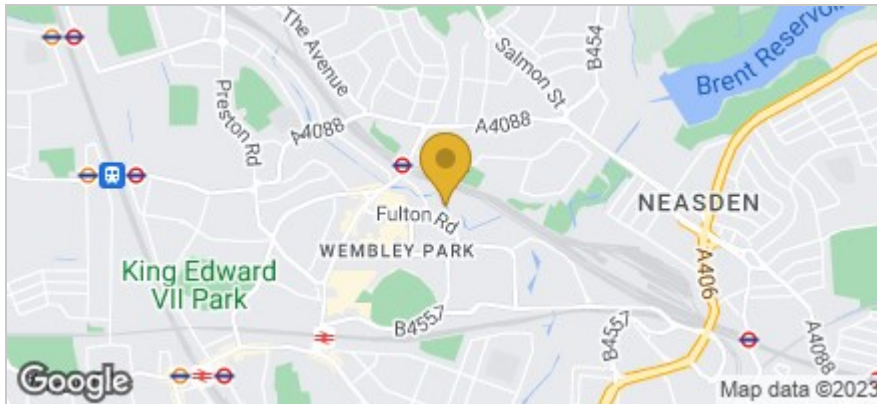 The Avenue
Salmon St
B454
Brent Reservoir
Preston Rd
A4088
A4088
NEASDEN
Fulton Rd
WEMBLEY PARK
A406
King Edward
VII Park
B4557
B4557
A4088
Google
Map data ©2023